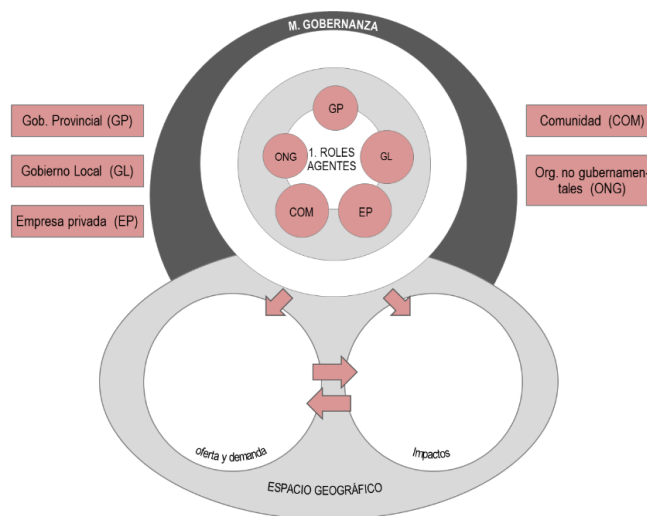 M. GOBERNANZA
Gob. Provincial (GP)
Gobierno Local (GL)
Empresa privada (EP)
Comunidad (COM)
Org. no gubernamen-
tales (ONG)
GP
ONG
1. ROLES
AGENTES
GL
COM
EP
oferta y demanda
Impactos
ESPACIO GEOGRÁFICO